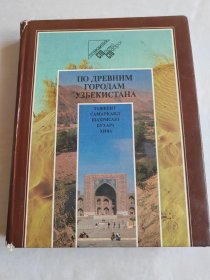 ПО ДРЕВНИМ
ГОРОДАМ
УЗБЕКИСТАНА
ТАШКЕНТ
САМАРКАНД
ШАХРИСАБЗ
БУХАРА
ХИВА